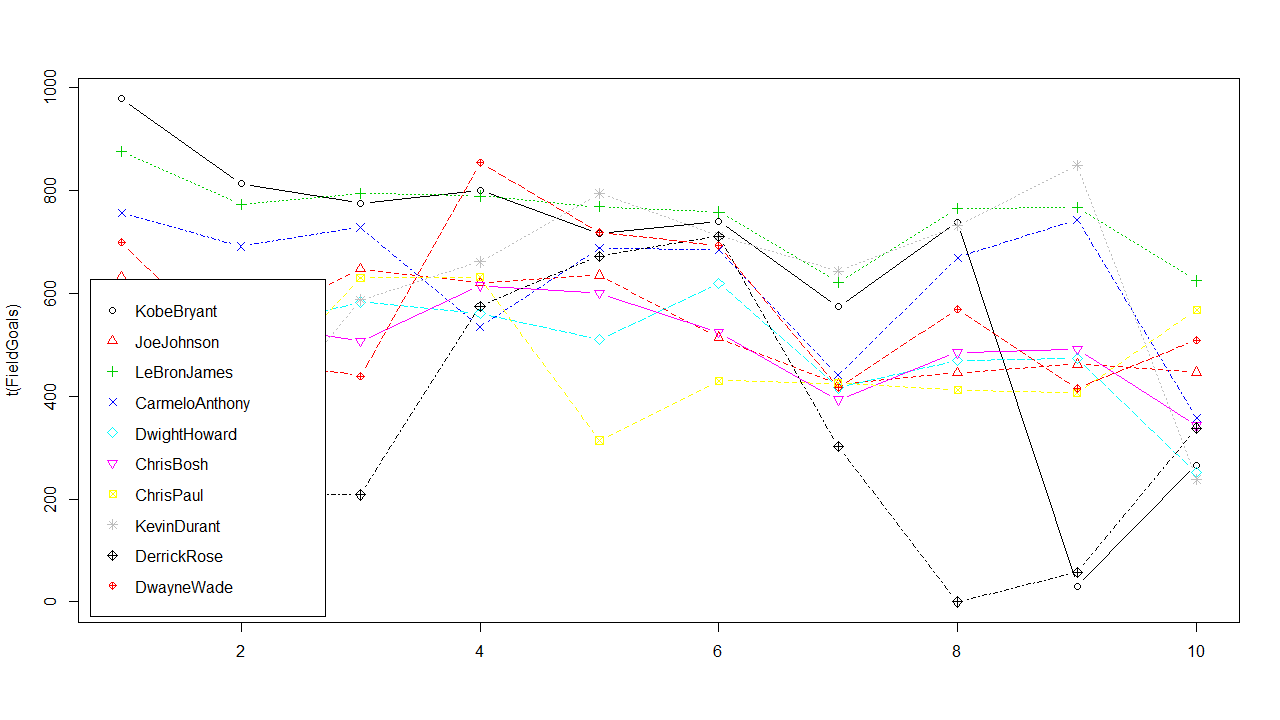 1000
800
600
400
200
0
t(FieldGoals)
KobeBryant
JoeJohnson
LeBronJames
CarmeloAnthony
DwightHoward
ChrisBosh
ChrisPaul
KevinDurant
DerrickRose
DwayneWade
2 4 6 8 10